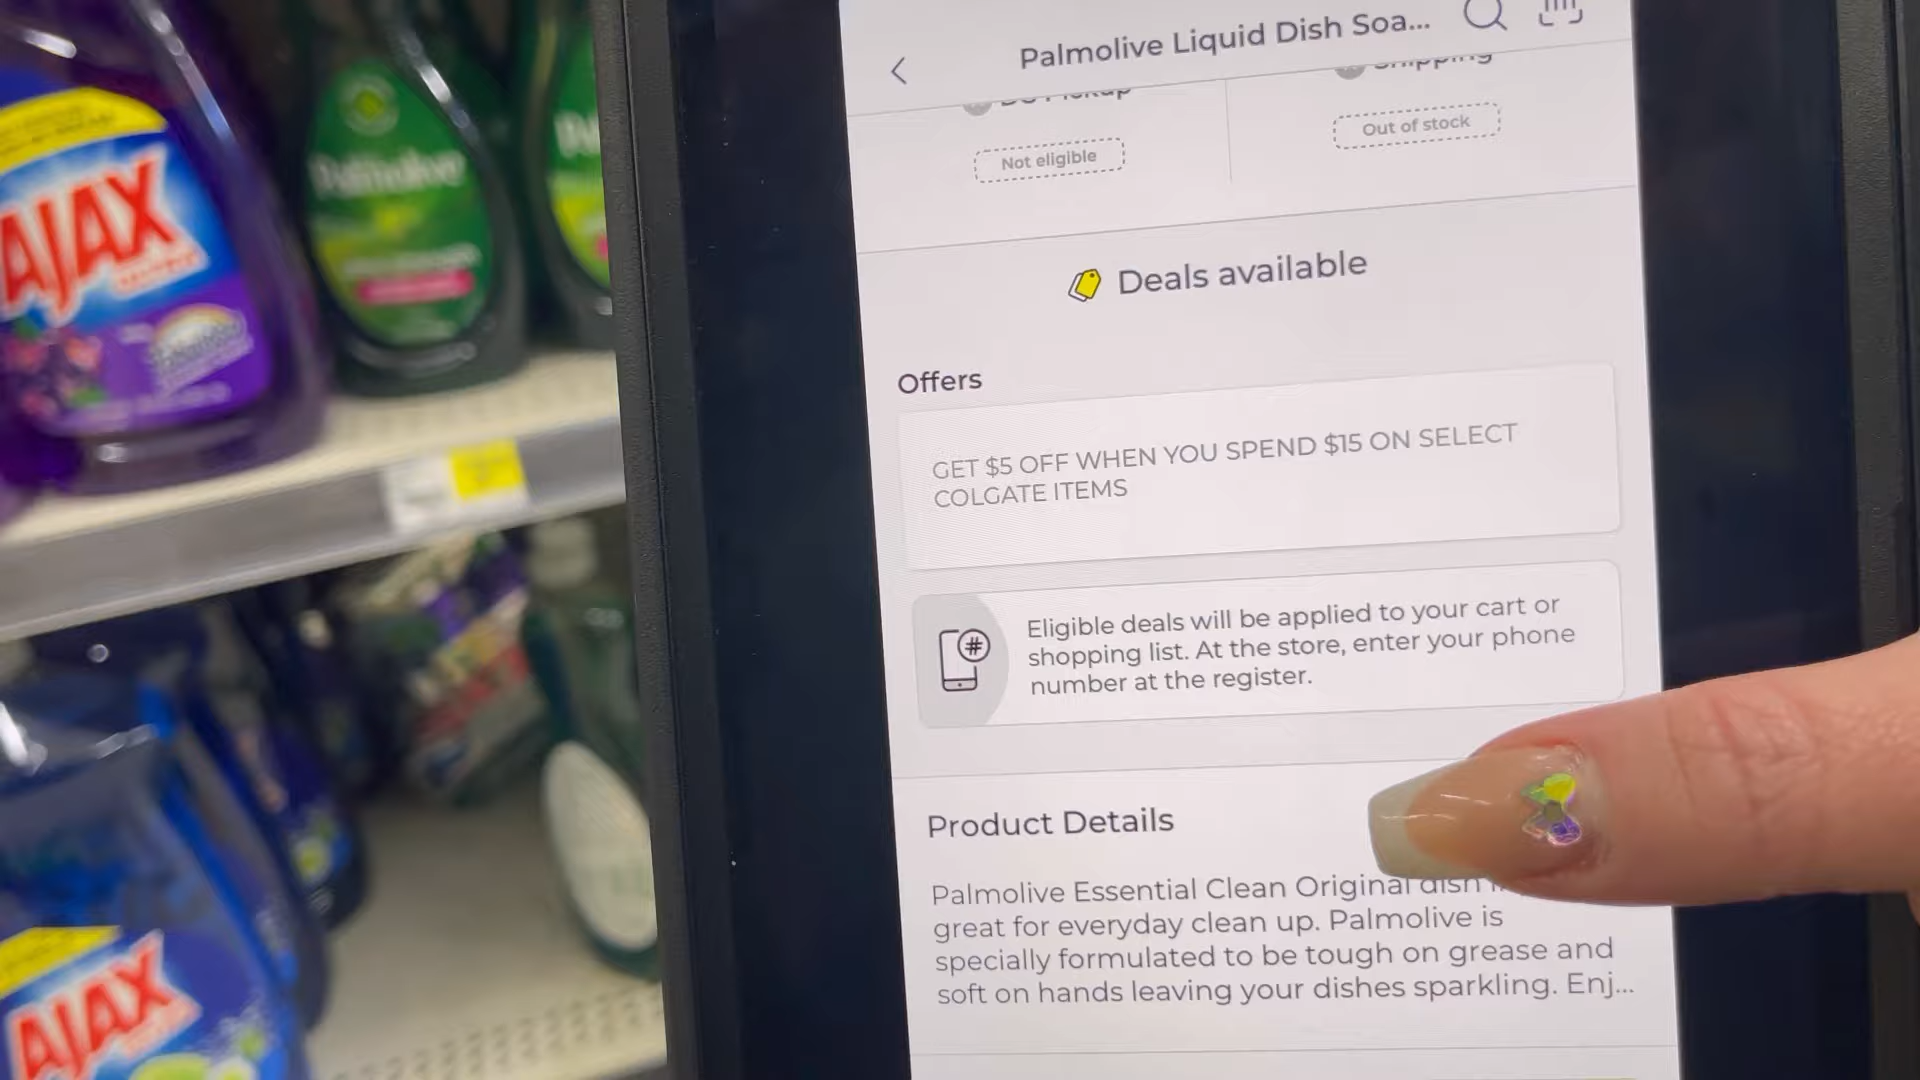 Palmolive Liquid Dish Soa...
DG Pickup
Shipping
Not eligible
Out of stock
Deals available
Offers
GET $5 OFF WHEN YOU SPEND $15 ON SELECT
COLGATE ITEMS
#
Eligible deals will be applied to your cart or
shopping list. At the store, enter your phone
number at the register.
Product Details
Palmolive Essential Clean Original dish
great for everyday clean up. Palmolive is
specially formulated to be tough on grease and
soft on hands leaving your dishes sparkling. Enj...
AJAX
Palmolive
AJAX